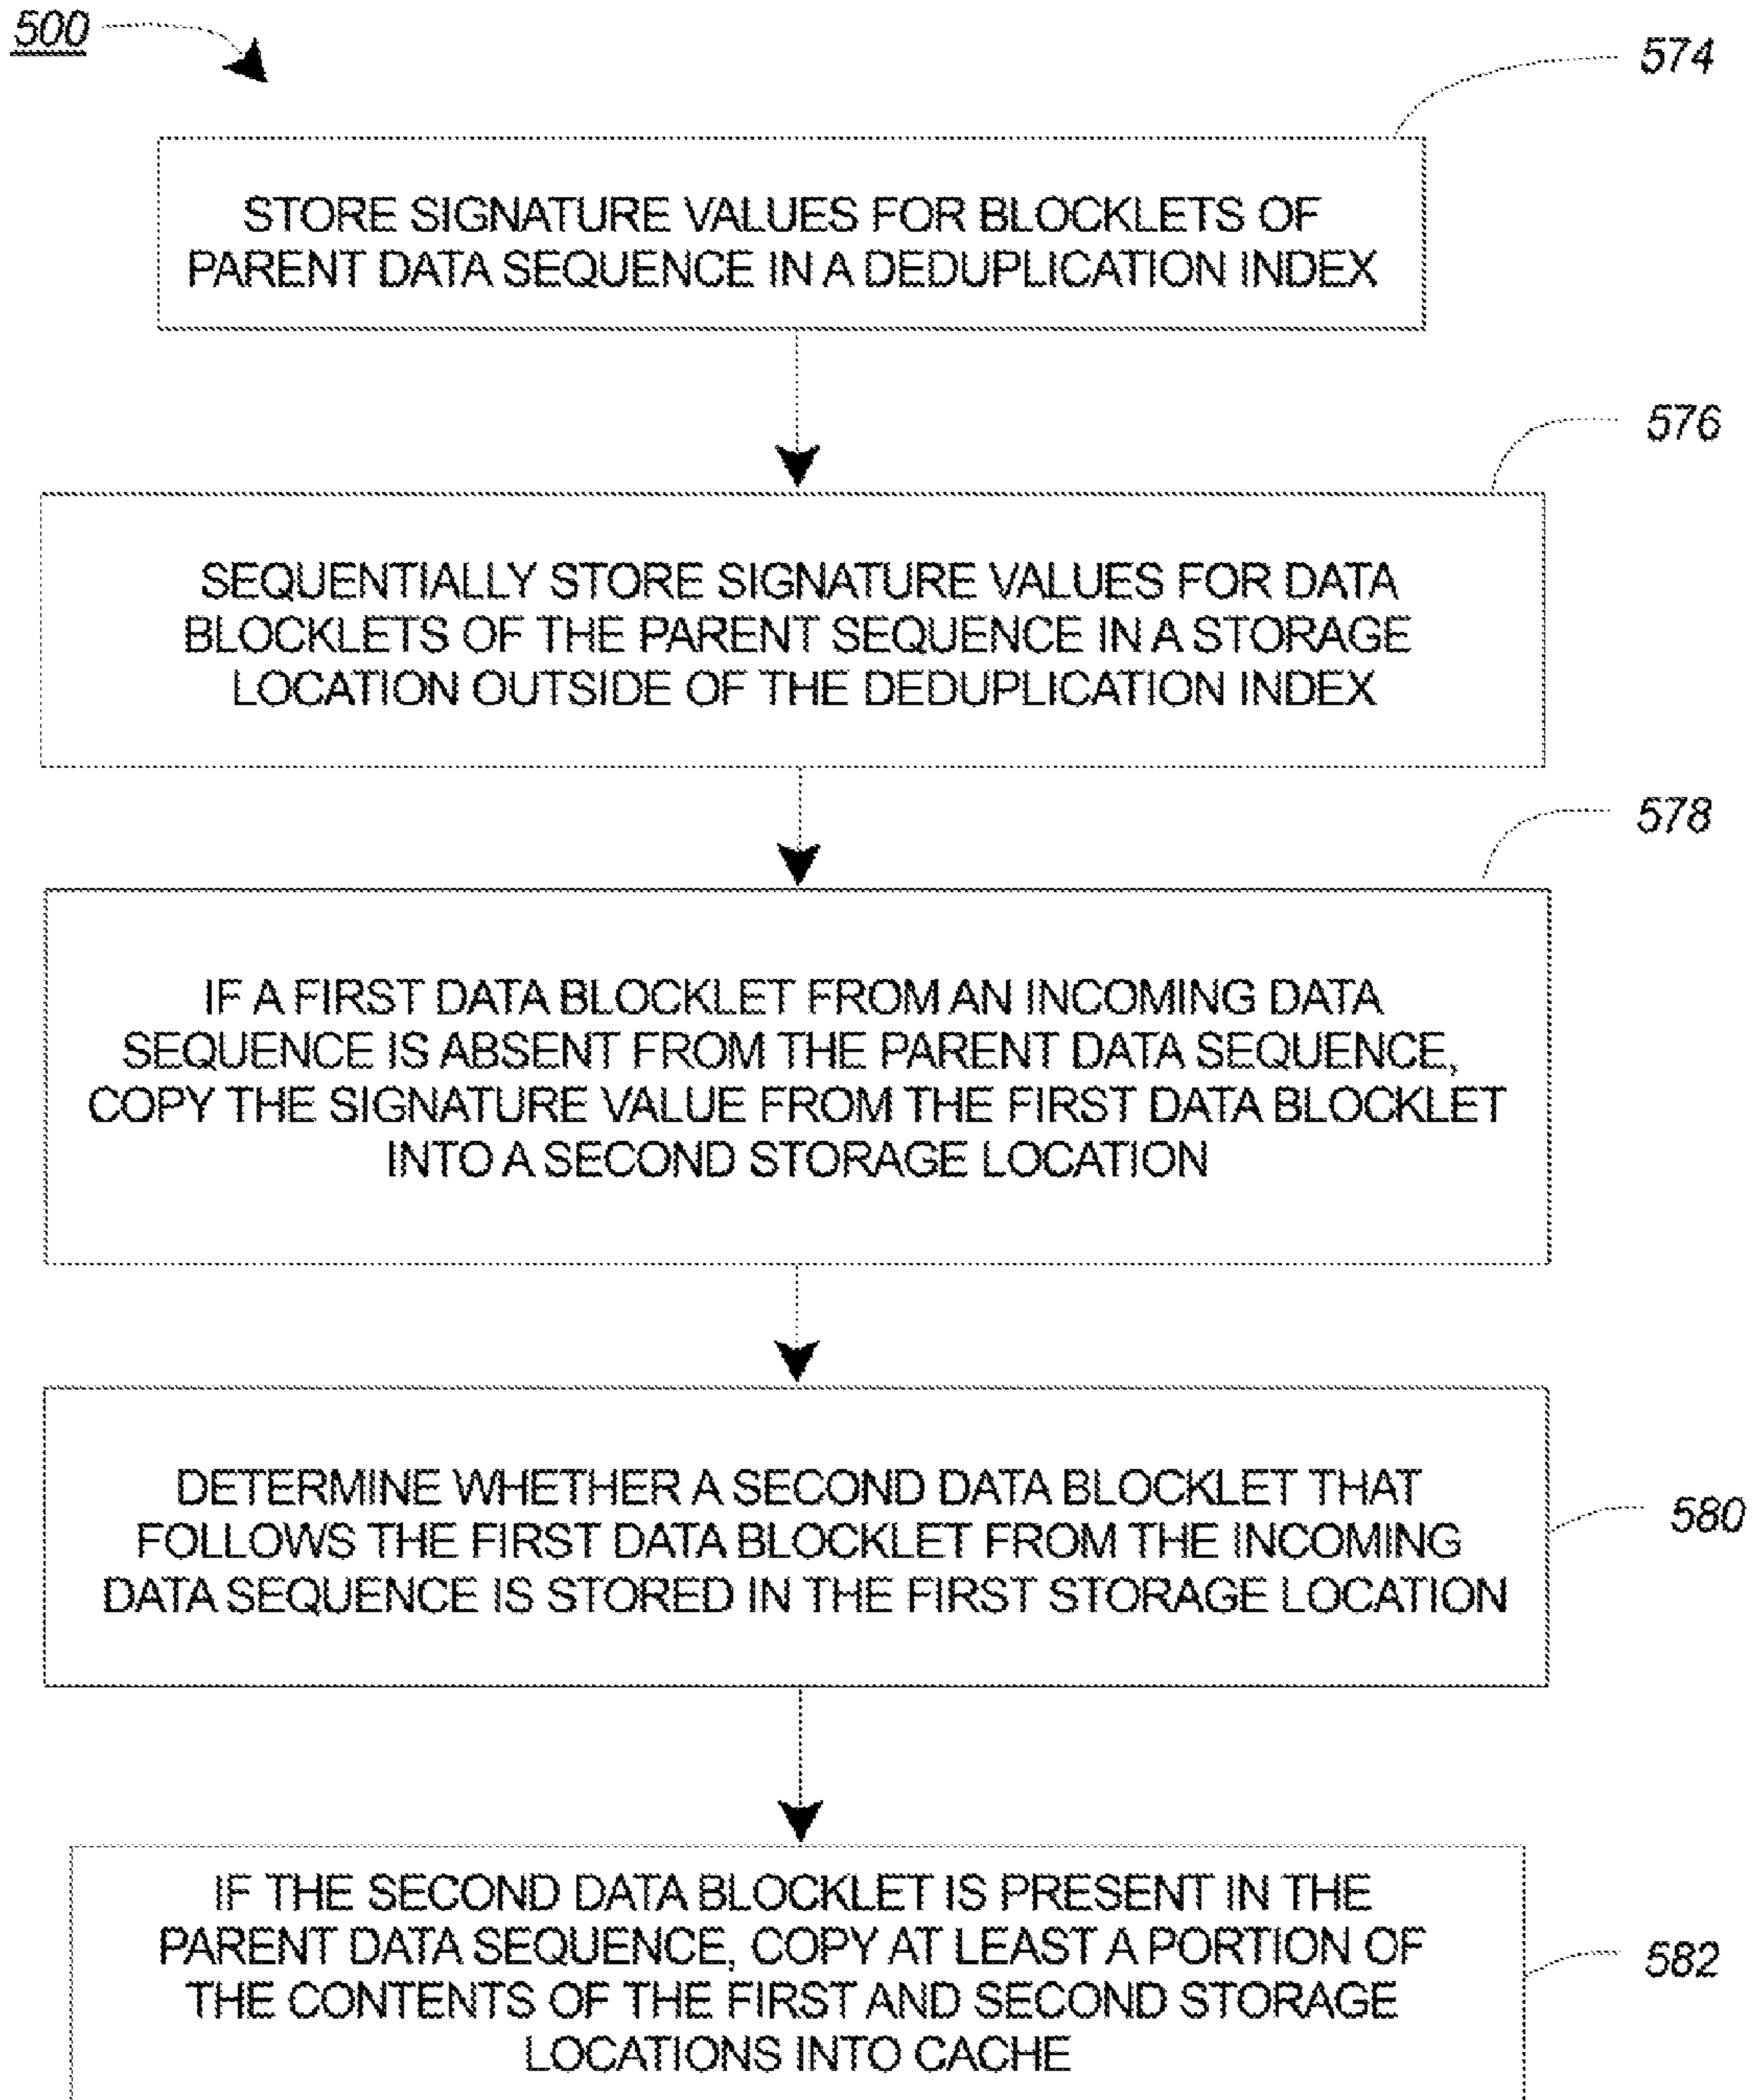 500
574
STORE SIGNATURE VALUES FOR BLOCKLETS OF
PARENT DATA SEQUENCE IN A DEDUPLICATION INDEX
576
SEQUENTIALLY STORE SIGNATURE VALUES FOR DATA
BLOCKLETS OF THE PARENT SEQUENCE IN A STORAGE
LOCATION OUTSIDE OF THE DEDUPLICATION INDEX
578
IF A FIRST DATA BLOCKLET FROM AN INCOMING DATA
SEQUENCE IS ABSENT FROM THE PARENT DATA SEQUENCE,
COPY THE SIGNATURE VALUE FROM THE FIRST DATA BLOCKLET
INTO A SECOND STORAGE LOCATION
DETERMINE WHETHER A SECOND DATA BLOCKLET THAT
FOLLOWS THE FIRST DATA BLOCKLET FROM THE INCOMING
DATA SEQUENCE IS STORED IN THE FIRST STORAGE LOCATION
580
IF THE SECOND DATA BLOCKLET IS PRESENT IN THE
PARENT DATA SEQUENCE, COPY AT LEAST A PORTION OF
THE CONTENTS OF THE FIRST AND SECOND STORAGE
LOCATIONS INTO CACHE
582